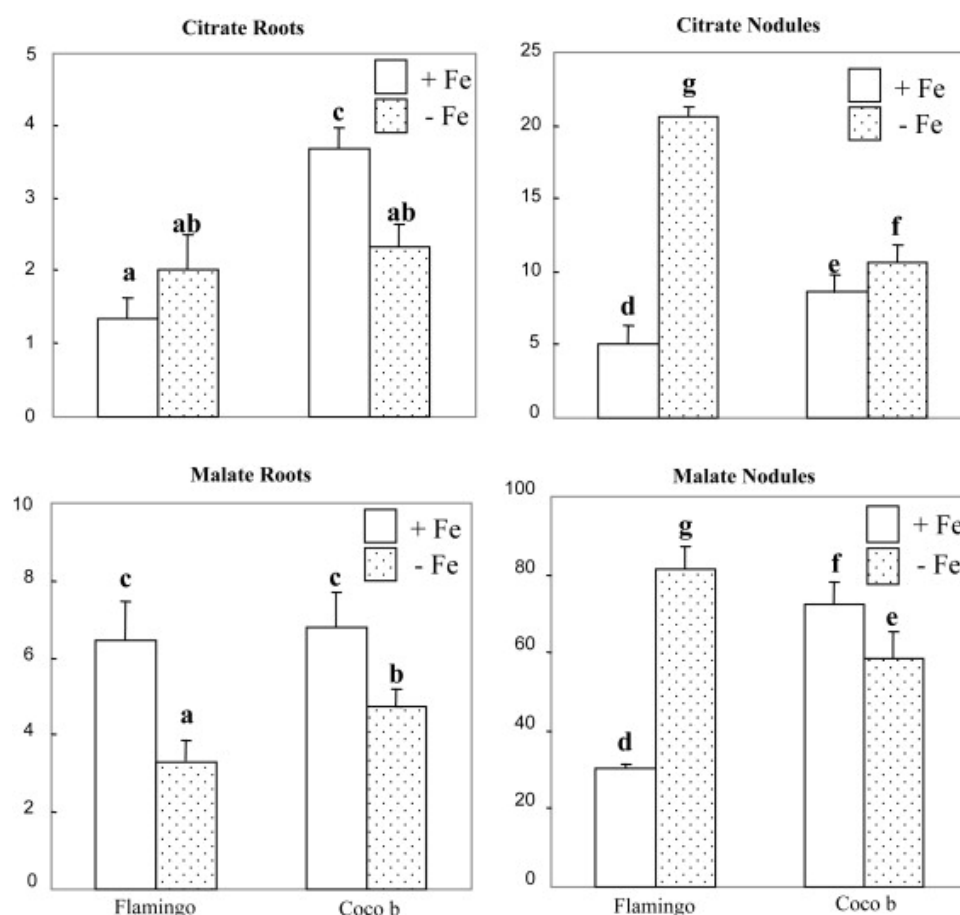 Citrate Roots
5
4
3
2
1
0
+ Fe
- Fe
a
ab
c
ab
Citrate Nodules
25
20
15
10
5
0
+ Fe
- Fe
d
g
e
f
Malate Roots
10
8
6
4
2
0
+ Fe
- Fe
c
a
c
b
Flamingo
Coco b
Malate Nodules
100
80
60
40
20
0
+ Fe
- Fe
d
g
f
e
Flamingo
Coco b